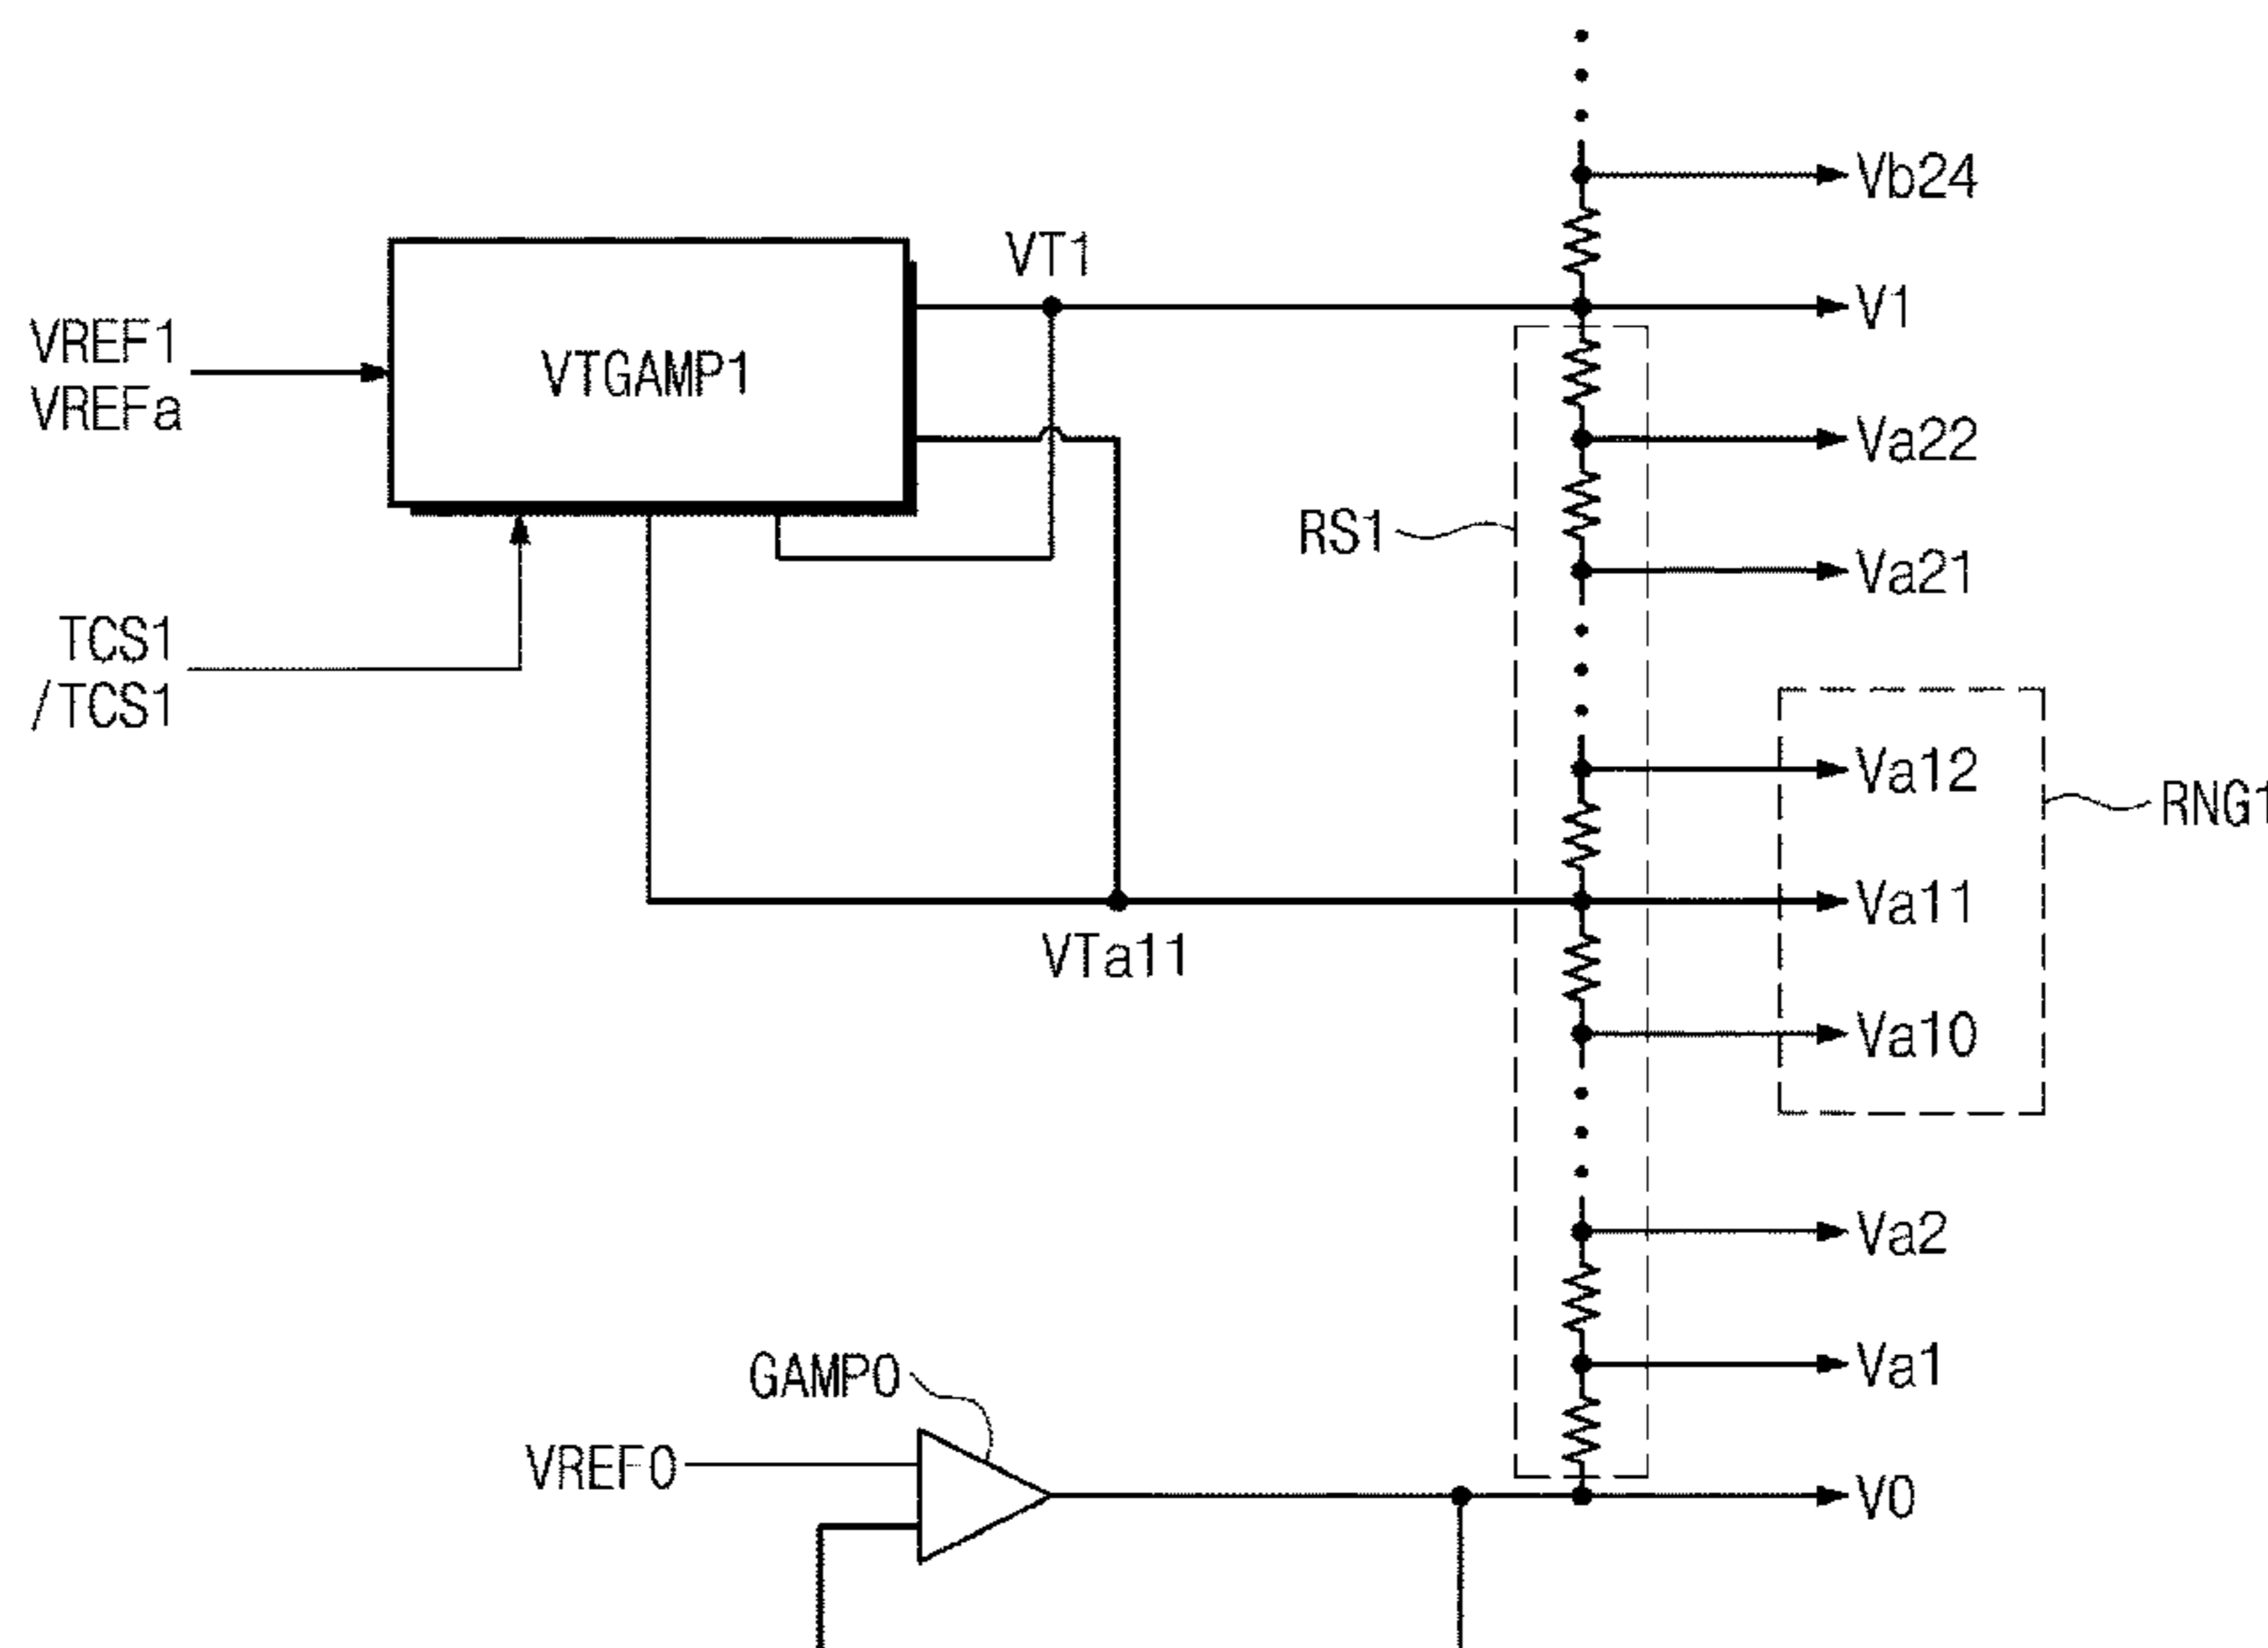 Vb24
VT1
V1
VREF1
VREFa
VTGAMP1
Va22
RS1
Va21
TCS1
/TCS1
Va12
RNG1
Va11
VTa11
Va10
Va2
GAMP0
Va1
VREF0
V0